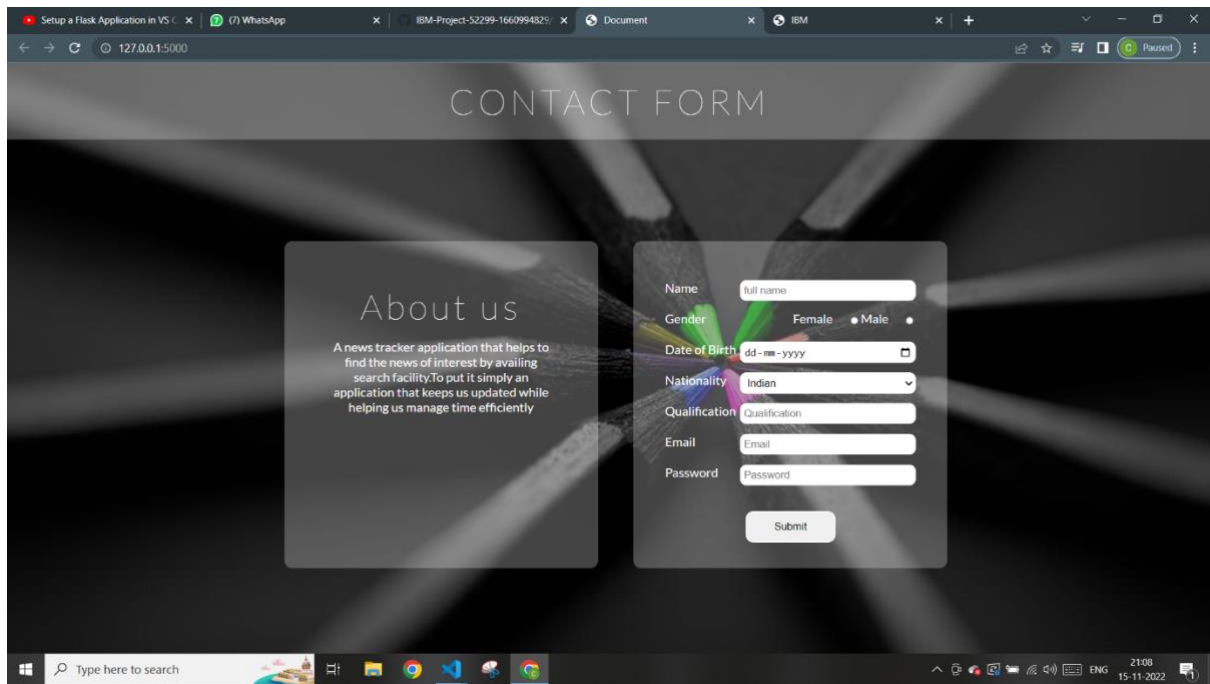 Setup a Flask Application in VS C
(7) WhatsApp
IBM-Project-52299-1660994829/
Document
IBM
127.0.0.1:5000
C Paused
CONTACT FORM
About us
A news tracker application that helps to
find the news of interest by availing
search facility.To put it simply an
application that keeps us updated while
helping us manage time efficiently
Name full name
Gender Female Male
Date of Birth dd-mm-yyyy
Nationality Indian
Qualification Qualification
Email Email
Password Password
Submit
Type here to search
ENG
21:08
15-11-2022
1